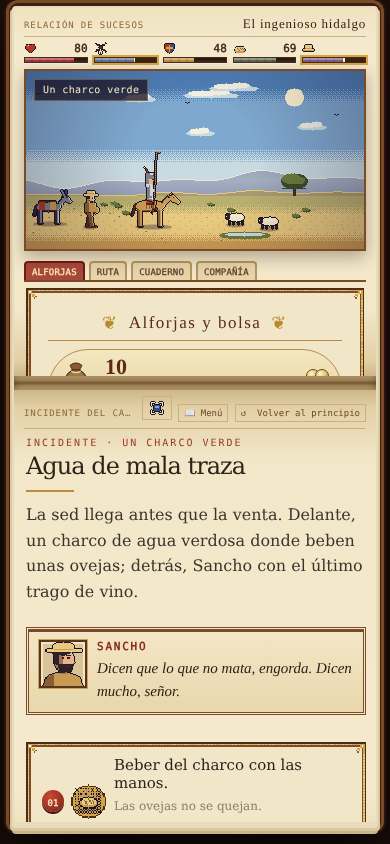 RELACIÓN DE SUCESOS
El ingenioso hidalgo
80
48
69
Un charco verde
ALFORJAS
RUTA
CUADERNO
COMPAÑÍA
Alforjas y bolsa
10
INCIDENTE DEL CA…
Menú
Volver al principio
INCIDENTE · UN CHARCO VERDE
Agua de mala traza
La sed llega antes que la venta. Delante,
un charco de agua verdosa donde beben
unas ovejas; detrás, Sancho con el último
trago de vino.
SANCHO
Dicen que lo que no mata, engorda. Dicen
mucho, señor.
Beber del charco con las
manos.
01
Las ovejas no se quejan.